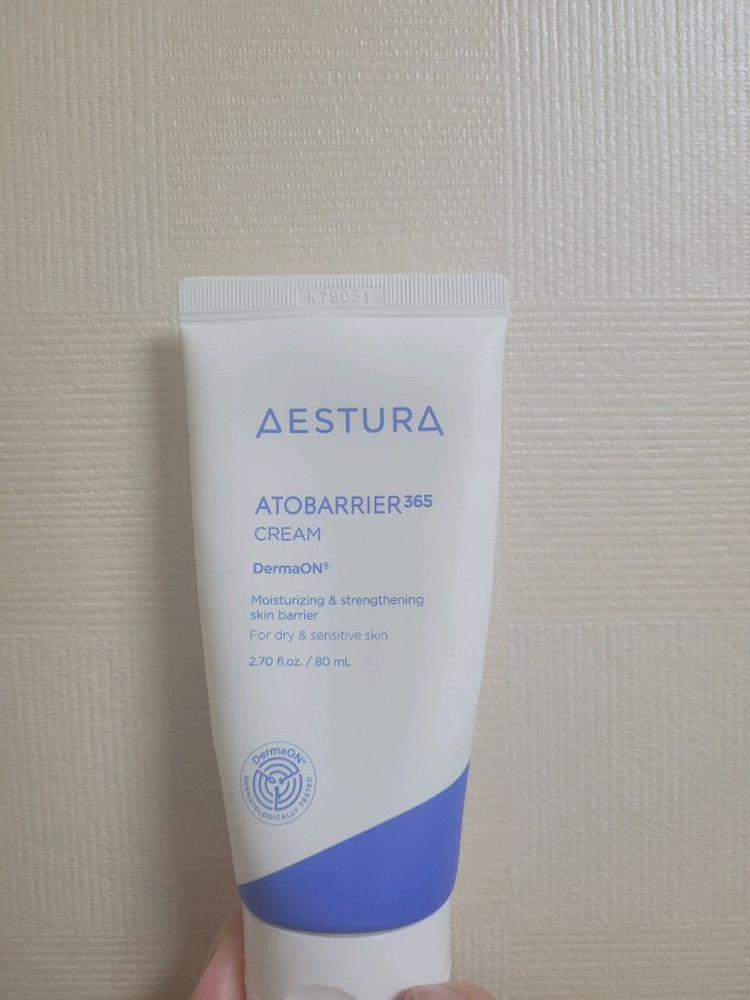 K79031
AESTURA
ATOBARRIER365
CREAM
DermaON®
Moisturizing & strengthening
skin barrier
For dry & sensitive skin
2.70 fl.oz. / 80 mL
DermaON®
DERMATOLOGICALLY TESTED